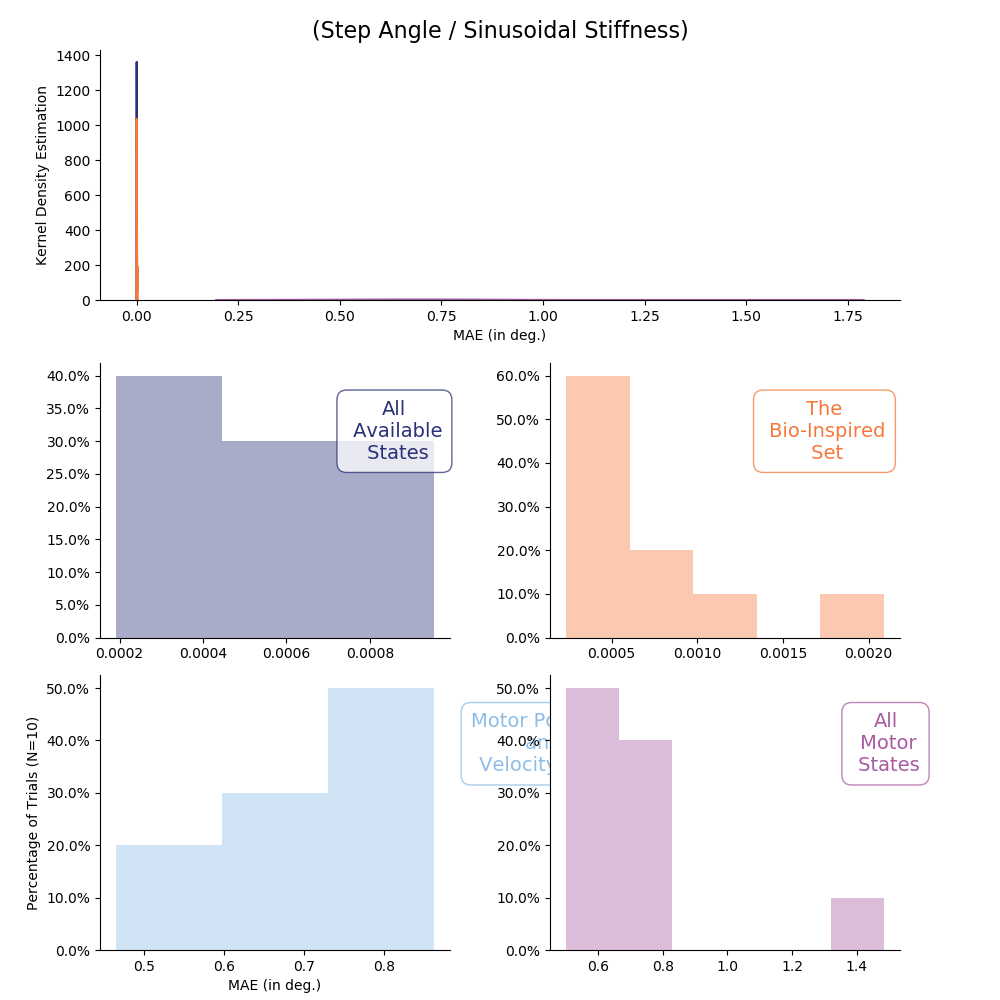 (Step Angle / Sinusoidal Stiffness)
1400
1200
1000
800
600
400
200
0
Kernel Density Estimation
0.00 0.25 0.50 0.75 1.00 1.25 1.50 1.75
MAE (in deg.)
40.0%
35.0%
30.0%
25.0%
20.0%
15.0%
10.0%
5.0%
0.0%
All
Available
States
0.0002 0.0004 0.0006 0.0008
60.0%
50.0%
40.0%
30.0%
20.0%
10.0%
0.0%
The
Bio-Inspired
Set
0.0005 0.0010 0.0015 0.0020
Percentage of Trials (N=10)
50.0%
40.0%
30.0%
20.0%
10.0%
0.0%
Motor
Velocity
0.5 0.6 0.7 0.8
MAE (in deg.)
50.0%
40.0%
30.0%
20.0%
10.0%
0.0%
All
Motor
States
0.6 0.8 1.0 1.2 1.4